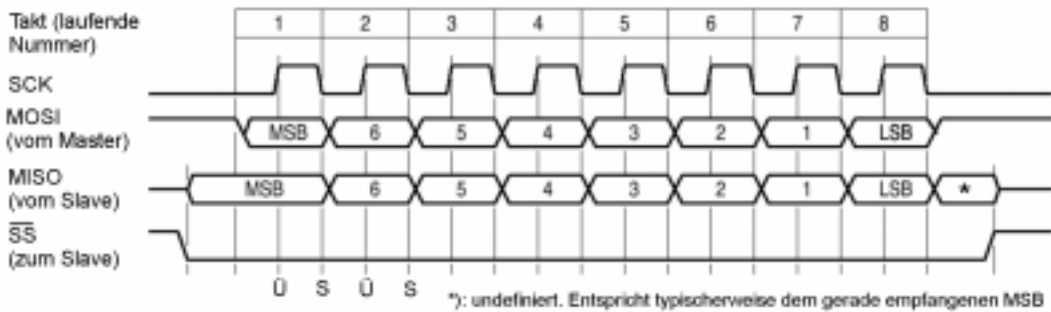 Takt (laufende
Nummer)
1 2 3 4 5 6 7 8
SCK
MOSI
(vom Master)
MSB 6 5 4 3 2 1 LSB
MISO
(vom Slave)
MSB 6 5 4 3 2 1 LSB *
SS
(zum Slave)
Ü S Ü S
*): undefiniert. Entspricht typischerweise dem gerade empfangenen MSB